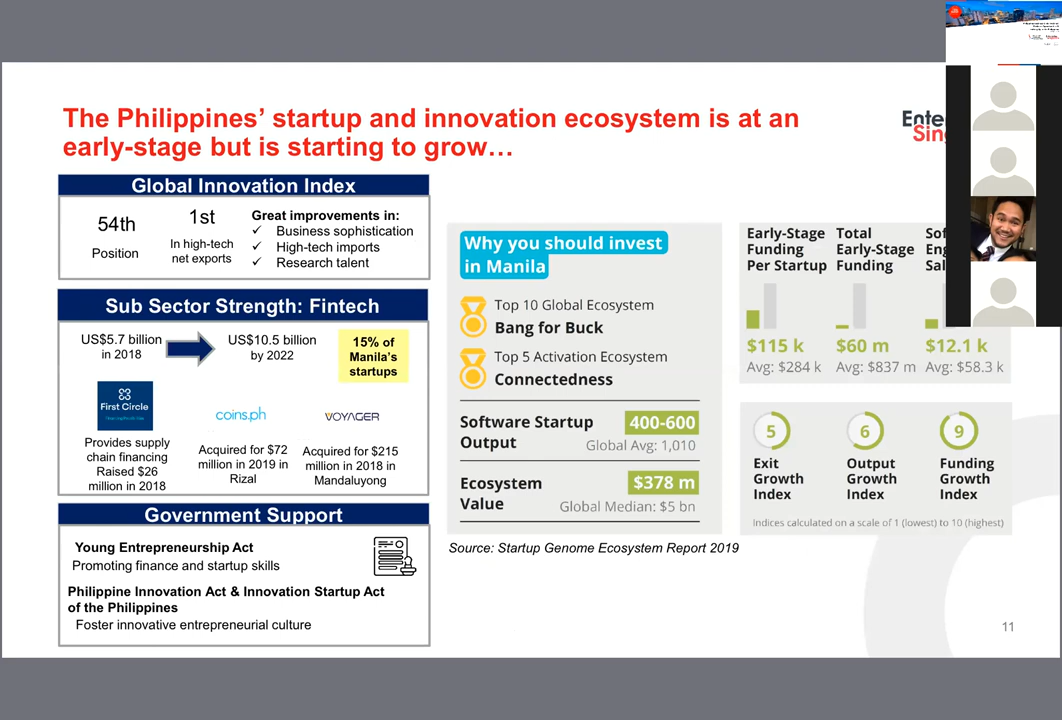 The Philippines’ startup and innovation ecosystem is at an
early-stage but is starting to grow…
Ente
Sin
Global Innovation Index
54th
Position
1st
In high-tech
net exports
Great improvements in:
✓ Business sophistication
✓ High-tech imports
✓ Research talent
Sub Sector Strength: Fintech
US$5.7 billion
in 2018
US$10.5 billion
by 2022
15% of
Manila’s
startups
First Circle
Provides supply
chain financing
Raised $26
million in 2018
coins.ph
Acquired for $72
million in 2019 in
Rizal
VOYAGER
Acquired for $215
million in 2018 in
Mandaluyong
Government Support
Young Entrepreneurship Act
Promoting finance and startup skills
Philippine Innovation Act & Innovation Startup Act
of the Philippines
Foster innovative entrepreneurial culture
Why you should invest
in Manila
Top 10 Global Ecosystem
Bang for Buck
Top 5 Activation Ecosystem
Connectedness
Software Startup
Output
400-600
Global Avg: 1,010
Ecosystem
Value
$378 m
Global Median: $5 bn
Source: Startup Genome Ecosystem Report 2019
Early-Stage
Funding
Per Startup
$115 k
Avg: $284 k
Total
Early-Stage
Funding
$60 m
Avg: $837 m
Sof
Eng
Sal
$12.1 k
Avg: $58.3 k
5
Exit
Growth
Index
6
Output
Growth
Index
9
Funding
Growth
Index
Indices calculated on a scale of 1 (lowest) to 10 (highest)
11